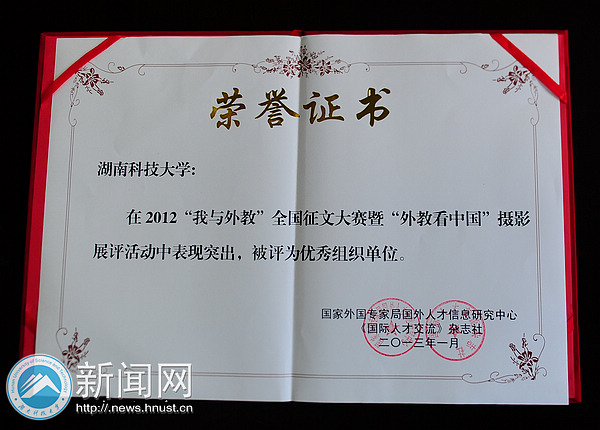 荣誉证书
湖南科技大学：
在2012“我与外教”全国征文大赛暨“外教看中国”摄影
展评活动中表现突出，被评为优秀组织单位。
国家外国专家局国外人才信息研究中心
《国际人才交流》杂志社
二〇一三年一月
新闻网
http://news.hnust.cn